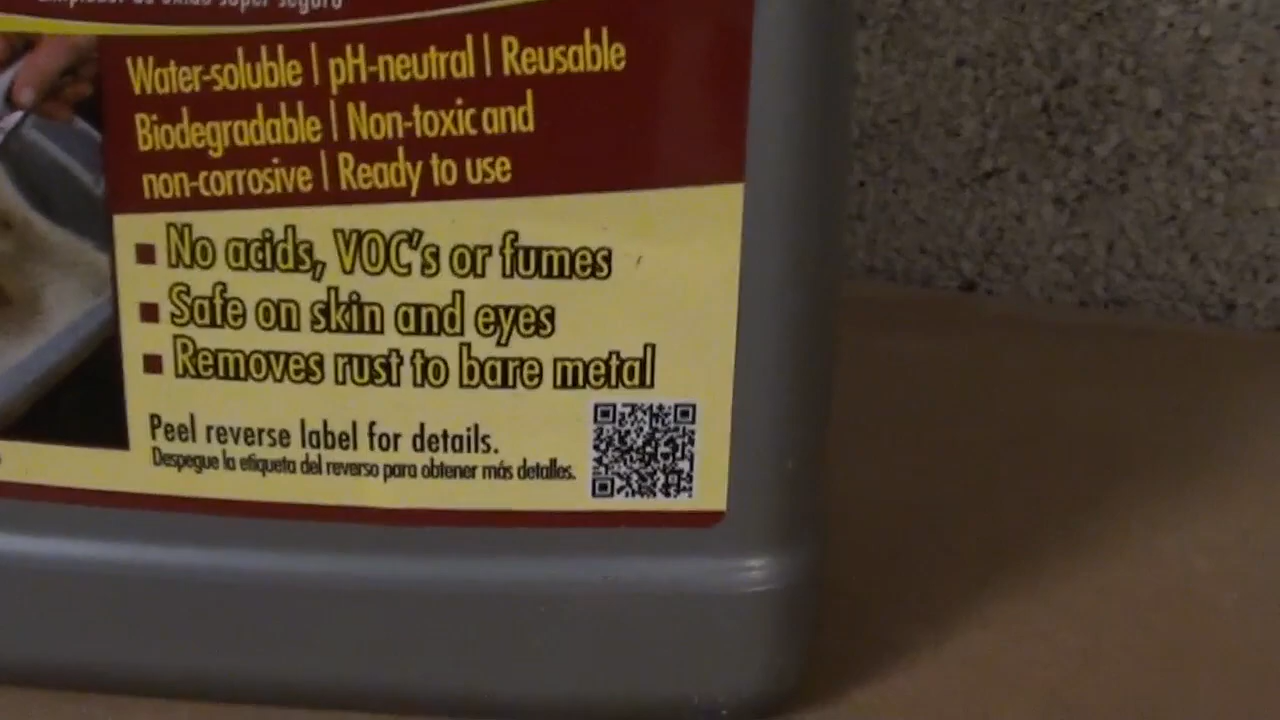 súper seguro
Water-soluble | pH-neutral | Reusable
Biodegradable | Non-toxic and
non-corrosive | Ready to use
No acids, VOC's or fumes
Safe on skin and eyes
Removes rust to bare metal
Peel reverse label for details.
Despegue la etiqueta del reverso para obtener más detalles.